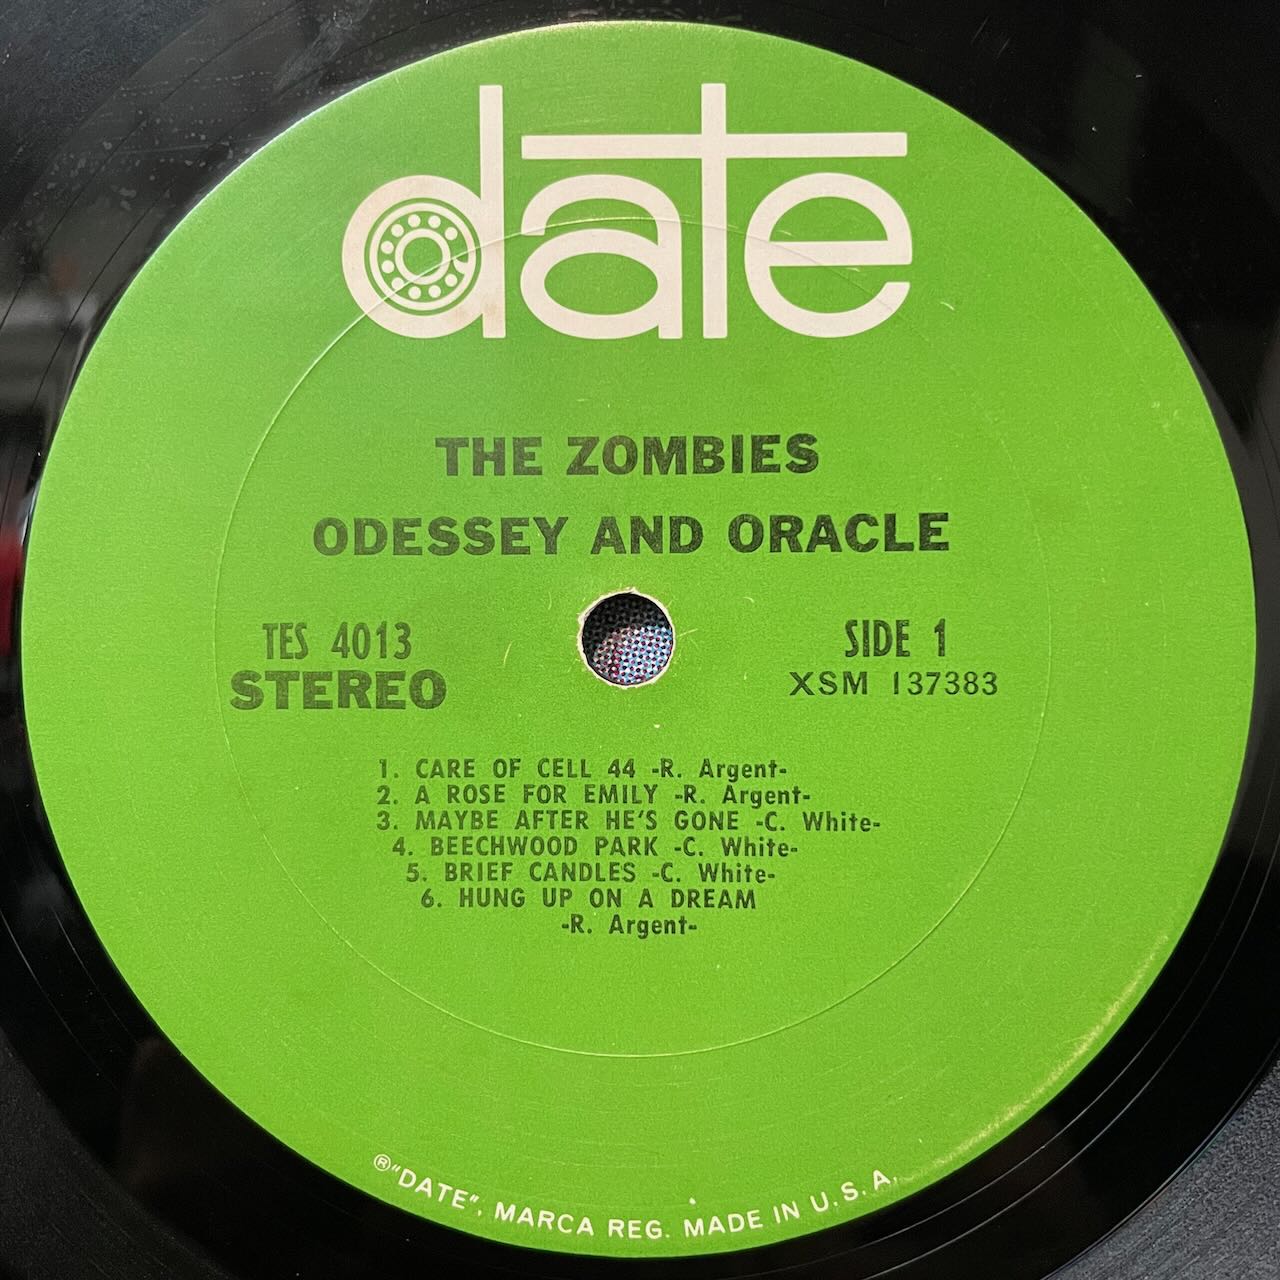 date
THE ZOMBIES
ODESSEY AND ORACLE
TES 4013
STEREO
SIDE 1
XSM 137383
1. CARE OF CELL 44 -R. Argent-
2. A ROSE FOR EMILY -R. Argent-
3. MAYBE AFTER HE'S GONE -C. White-
4. BEECHWOOD PARK -C. White-
5. BRIEF CANDLES -C. White-
6. HUNG UP ON A DREAM
-R. Argent-
®"DATE", MARCA REG. MADE IN U.S.A.